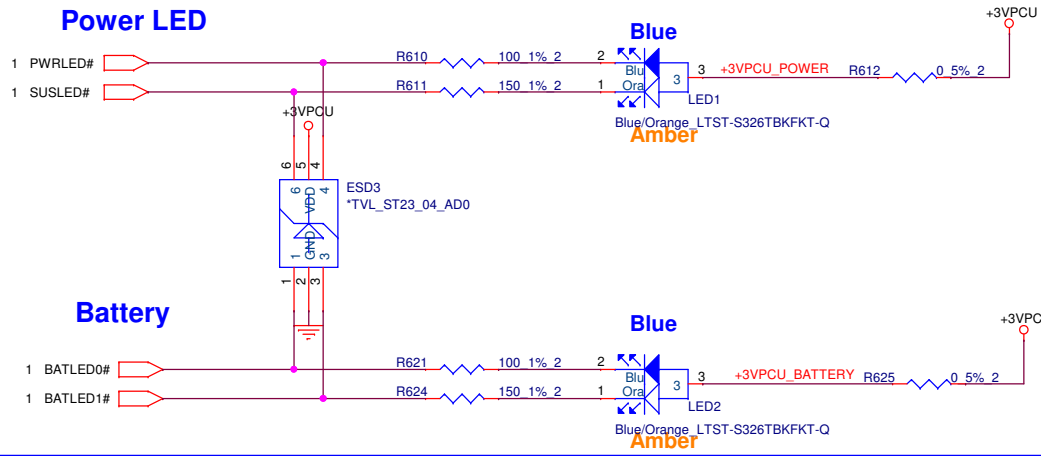 Power LED
+3VPCU
Blue
1 PWRLED# R610 100_1%_2 2 Blu 3 +3VPCU_POWER R612 0_5%_2
1 SUSLED# R611 150_1%_2 1 Ora 3 LED1
Blue/Orange_LTST-S326TBKFKT-Q
Amber
+3VPCU
6 5 4
6 VDD 4
ESD3
*TVL_ST23_04_AD0
1 GND 3
1 2 3
Battery
+3VPC
Blue
1 BATLED0# R621 100_1%_2 2 Blu 3 +3VPCU_BATTERY R625 0_5%_2
1 BATLED1# R624 150_1%_2 1 Ora 3 LED2
Blue/Orange_LTST-S326TBKFKT-Q
Amber